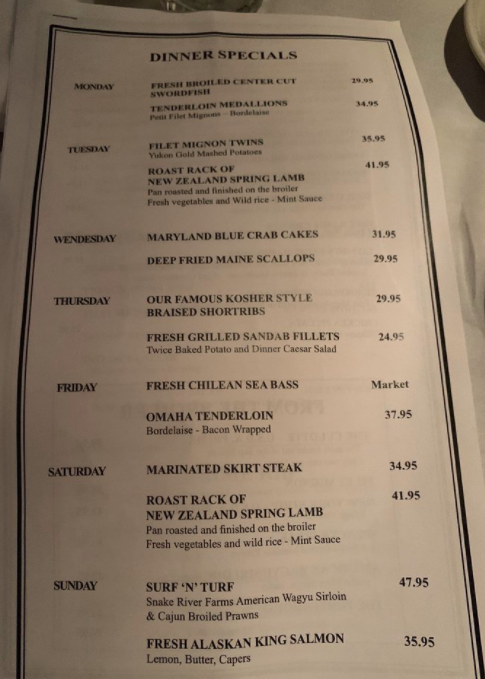 DINNER SPECIALS
MONDAY FRESH BROILED CENTER CUT 29.95
SWORDFISH
TENDERLOIN MEDALLIONS 34.95
Petit Filet Mignons - Bordelaise
TUESDAY FILET MIGNON TWINS 35.95
Yukon Gold Mashed Potatoes
ROAST RACK OF 41.95
NEW ZEALAND SPRING LAMB
Pan roasted and finished on the broiler
Fresh vegetables and Wild rice - Mint Sauce
WENDESDAY MARYLAND BLUE CRAB CAKES 31.95
DEEP FRIED MAINE SCALLOPS 29.95
THURSDAY OUR FAMOUS KOSHER STYLE 29.95
BRAISED SHORTRIBS
FRESH GRILLED SANDAB FILLETS 24.95
Twice Baked Potato and Dinner Caesar Salad
FRIDAY FRESH CHILEAN SEA BASS Market
OMAHA TENDERLOIN 37.95
Bordelaise - Bacon Wrapped
SATURDAY MARINATED SKIRT STEAK 34.95
ROAST RACK OF 41.95
NEW ZEALAND SPRING LAMB
Pan roasted and finished on the broiler
Fresh vegetables and wild rice - Mint Sauce
SUNDAY SURF ‘N’ TURF 47.95
Snake River Farms American Wagyu Sirloin
& Cajun Broiled Prawns
FRESH ALASKAN KING SALMON 35.95
Lemon, Butter, Capers